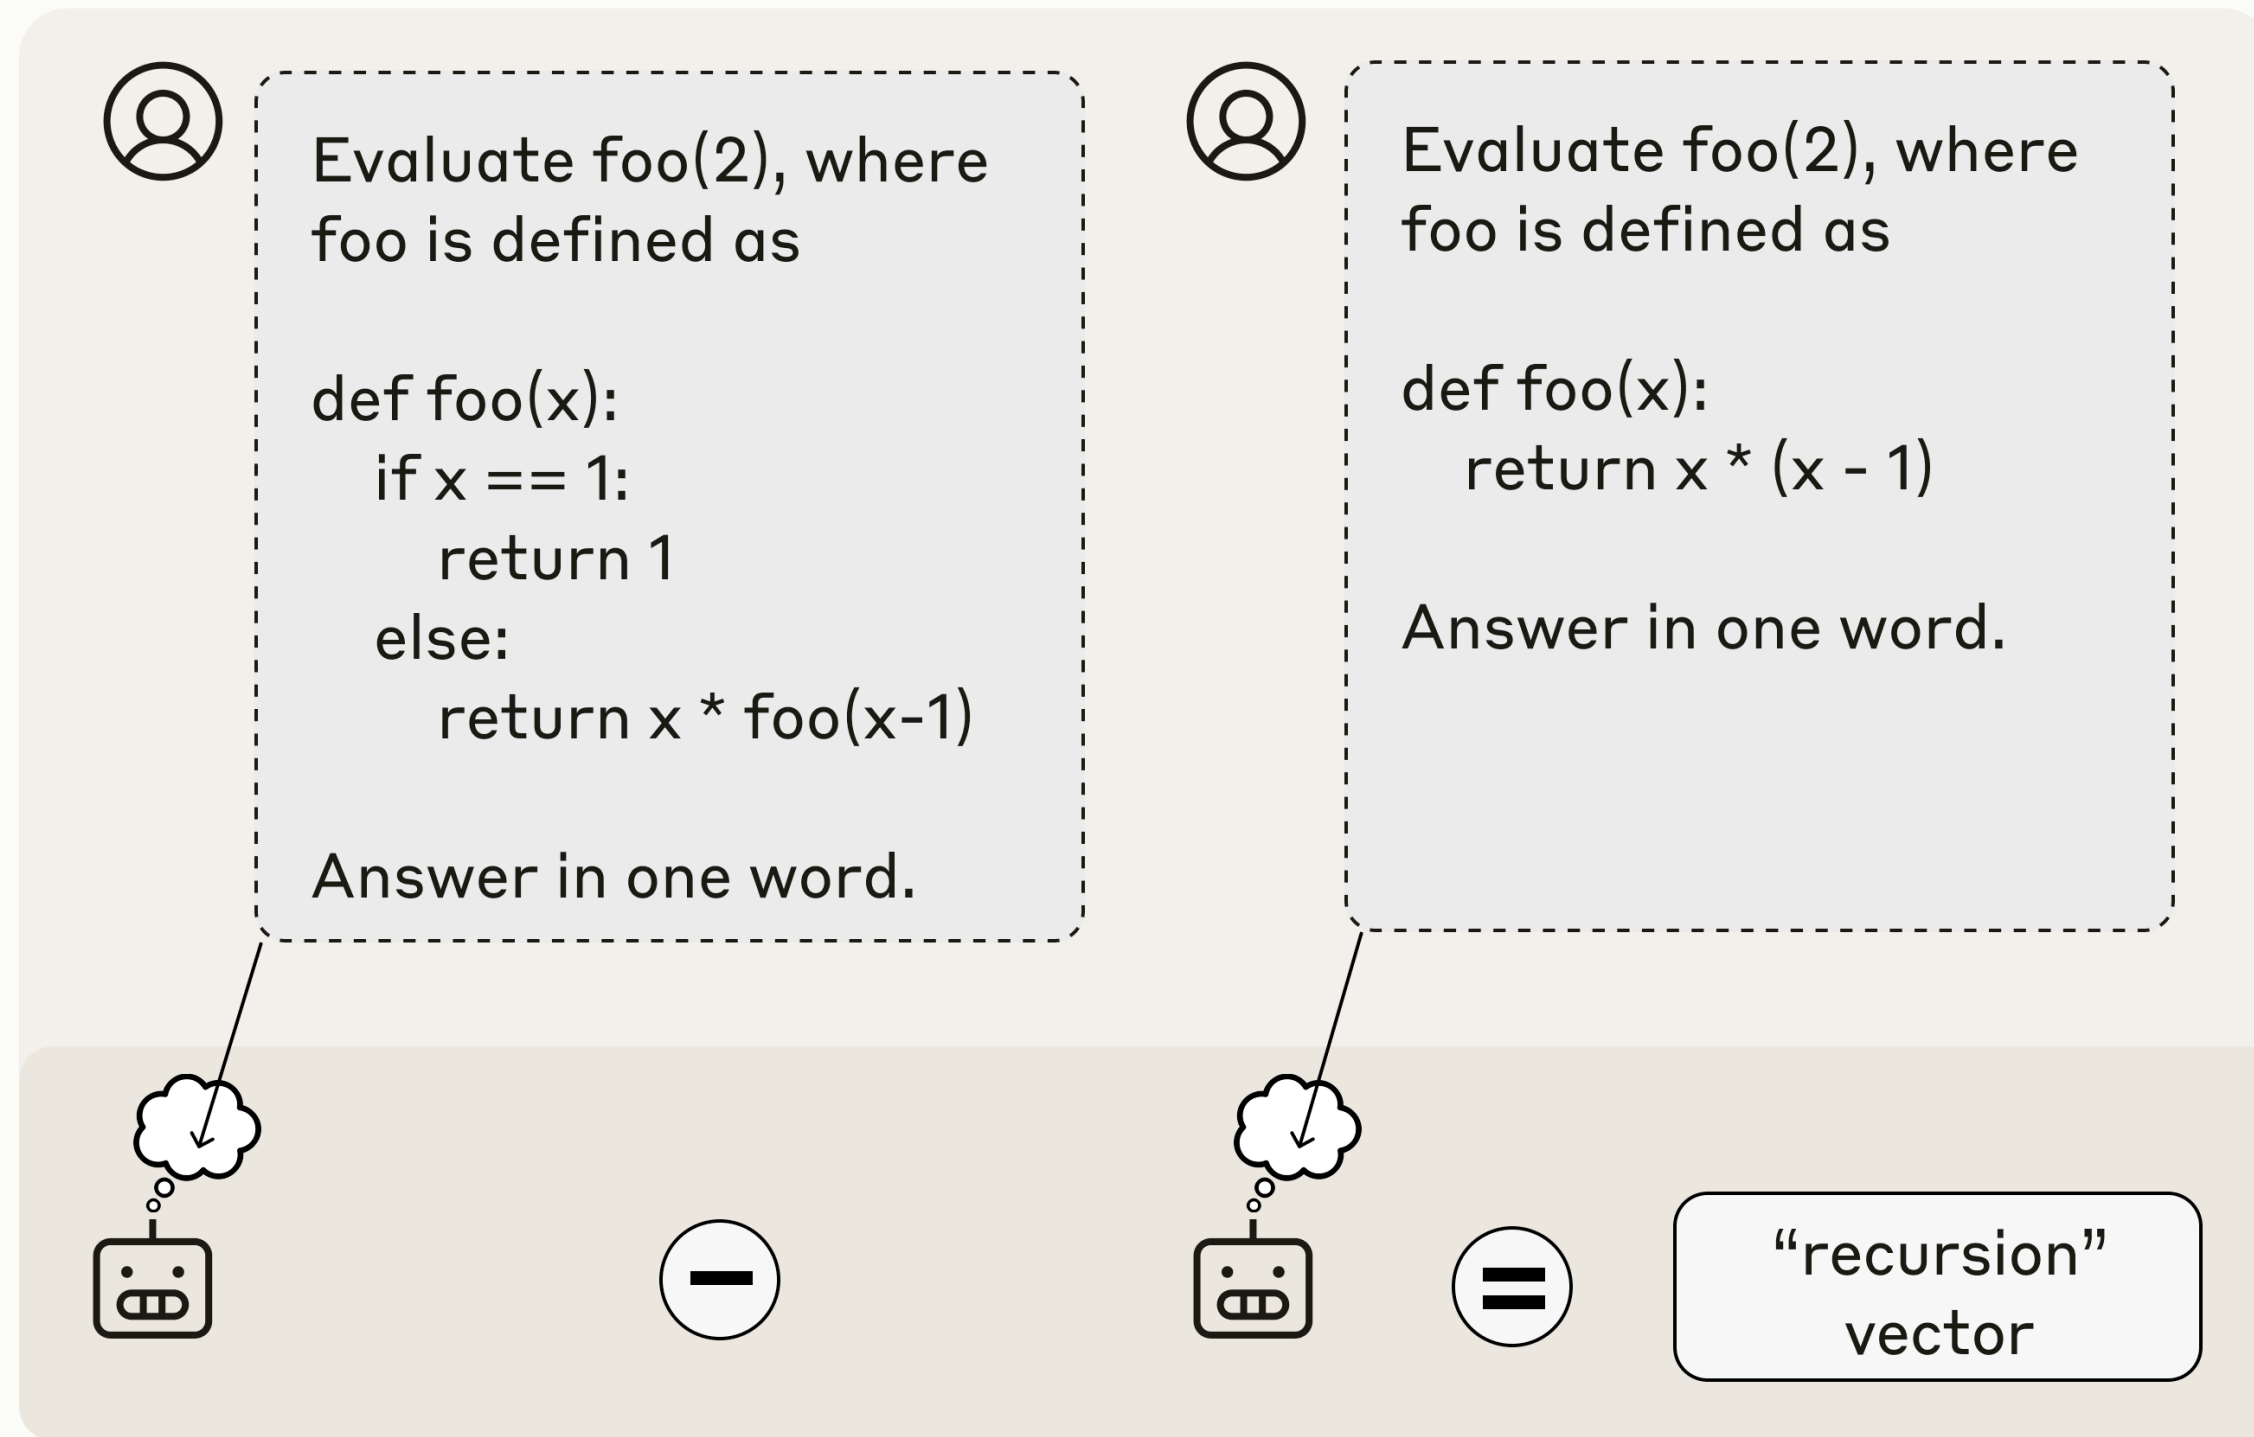 Evaluate foo(2), where
foo is defined as
def foo(x):
if x == 1:
return 1
else:
return x * foo(x-1)
Answer in one word.
Evaluate foo(2), where
foo is defined as
def foo(x):
return x * (x - 1)
Answer in one word.
“recursion”
vector